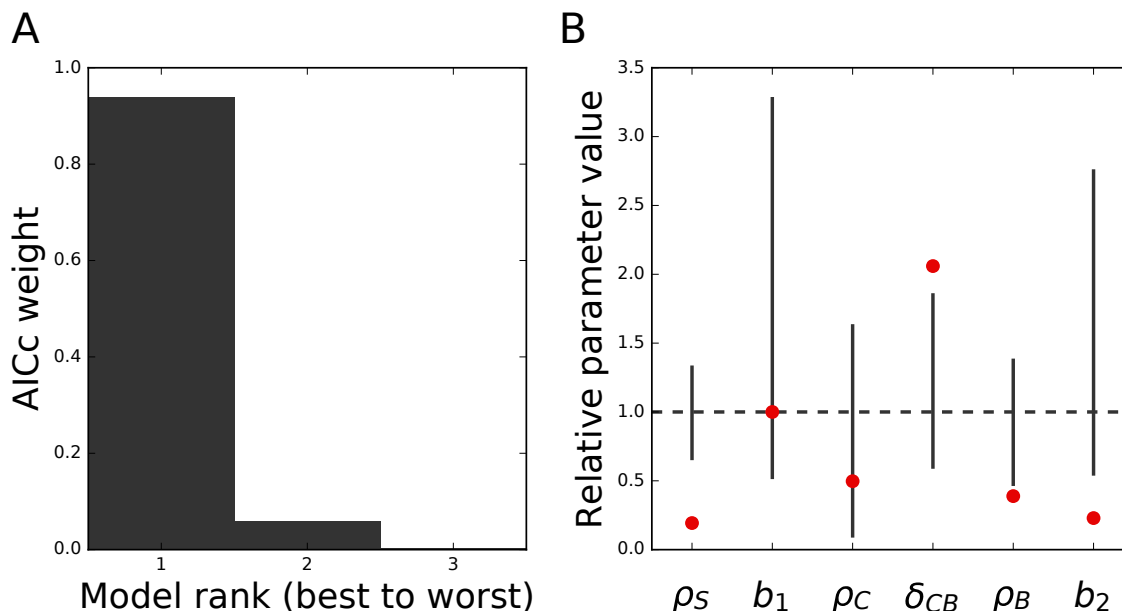 A
AICc weight
1.0
0.8
0.6
0.4
0.2
0.0
1 2 3
Model rank (best to worst)
B
Relative parameter value
3.5
3.0
2.5
2.0
1.5
1.0
0.5
0.0
ρS b1 ρC δCB ρB b2